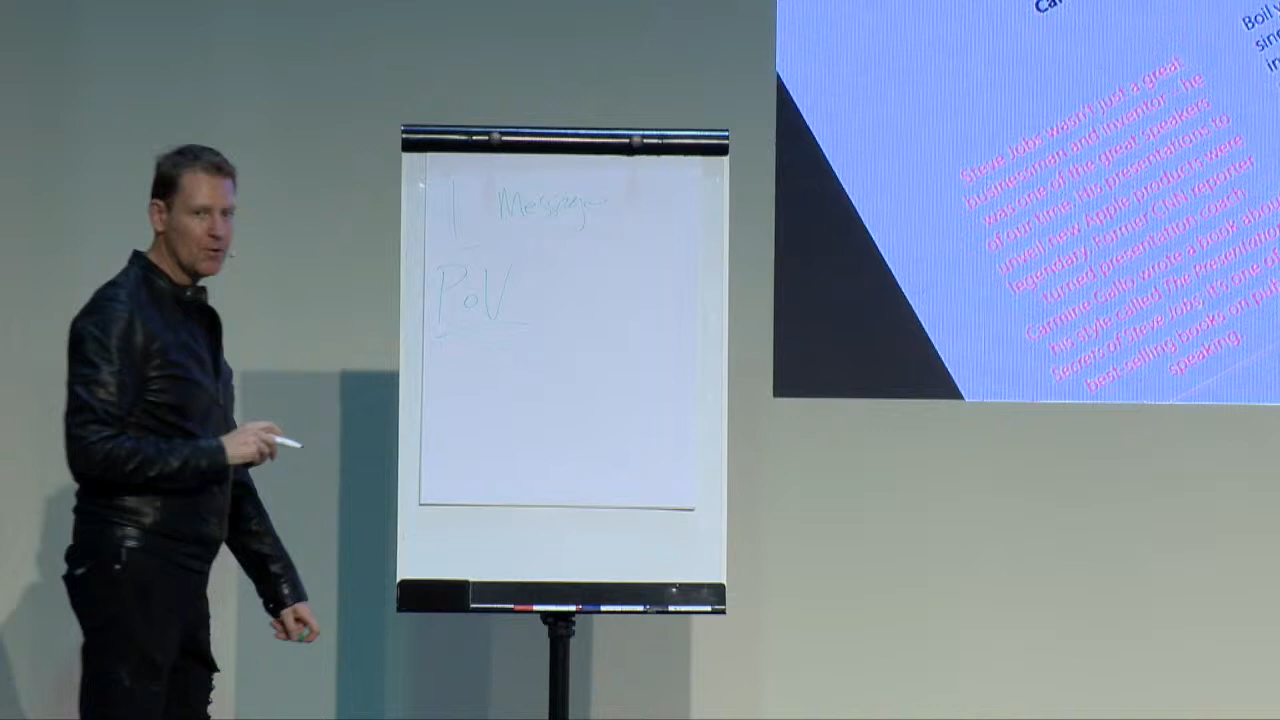 1 Message
PoV
Boil
Steve Jobs wasn't just a great
businessman and inventor – he
was one of the great speakers
of our time. His presentations to
unveil new Apple products were
legendary. Former CNN reporter
turned presentation coach
Carmine Gallo wrote a book about
his style called The Presentation
Secrets of Steve Jobs; it's one of
best-selling books on
speaking.